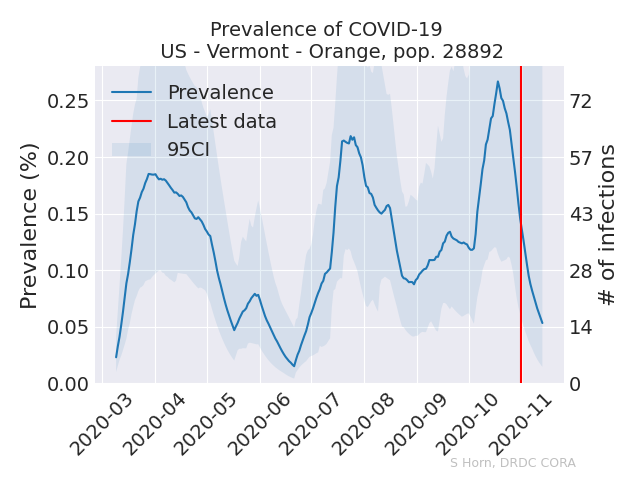 Prevalence of COVID-19
US - Vermont - Orange, pop. 28892
Prevalence
Latest data
95CI
Prevalence (%)
0.25
0.20
0.15
0.10
0.05
0.00
72
57
43
28
14
0
# of infections
2020-03
2020-04
2020-05
2020-06
2020-07
2020-08
2020-09
2020-10
2020-11
S Horn, DRDC CORA